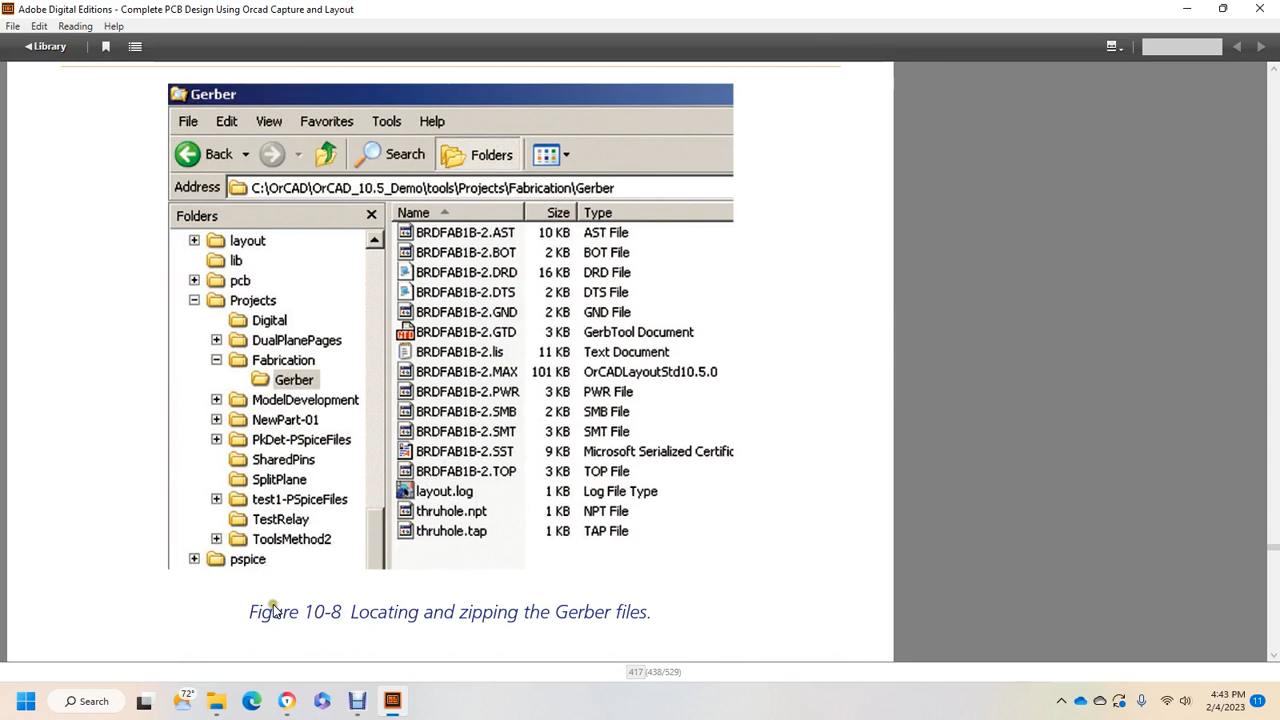 Adobe Digital Editions - Complete PCB Design Using Orcad Capture and Layout
File Edit Reading Help
Library
Gerber
File Edit View Favorites Tools Help
Back Search Folders
Address C:\OrCAD\OrCAD_10.5_Demo\tools\Projects\Fabrication\Gerber
Folders
layout
lib
pcb
Projects
Digital
DualPlanePages
Fabrication
Gerber
ModelDevelopment
NewPart-01
PkDet-PSpiceFiles
SharedPins
SplitPlane
test1-PSpiceFiles
TestRelay
ToolsMethod2
pspice
Name Size Type
BRDFAB1B-2.AST 10 KB AST File
BRDFAB1B-2.BOT 2 KB BOT File
BRDFAB1B-2.DRD 16 KB DRD File
BRDFAB1B-2.DTS 2 KB DTS File
BRDFAB1B-2.GND 2 KB GND File
BRDFAB1B-2.GTD 3 KB GerbTool Document
BRDFAB1B-2.lis 11 KB Text Document
BRDFAB1B-2.MAX 101 KB OrCADLayoutStd10.5.0
BRDFAB1B-2.PWR 3 KB PWR File
BRDFAB1B-2.SMB 2 KB SMB File
BRDFAB1B-2.SMT 3 KB SMT File
BRDFAB1B-2.SST 9 KB Microsoft Serialized Certific
BRDFAB1B-2.TOP 3 KB TOP File
layout.log 1 KB Log File Type
thruhole.npt 1 KB NPT File
thruhole.tap 1 KB TAP File
Figure 10-8 Locating and zipping the Gerber files.
417 (438/529)
72°
Search
4:43 PM
2/4/2023
11